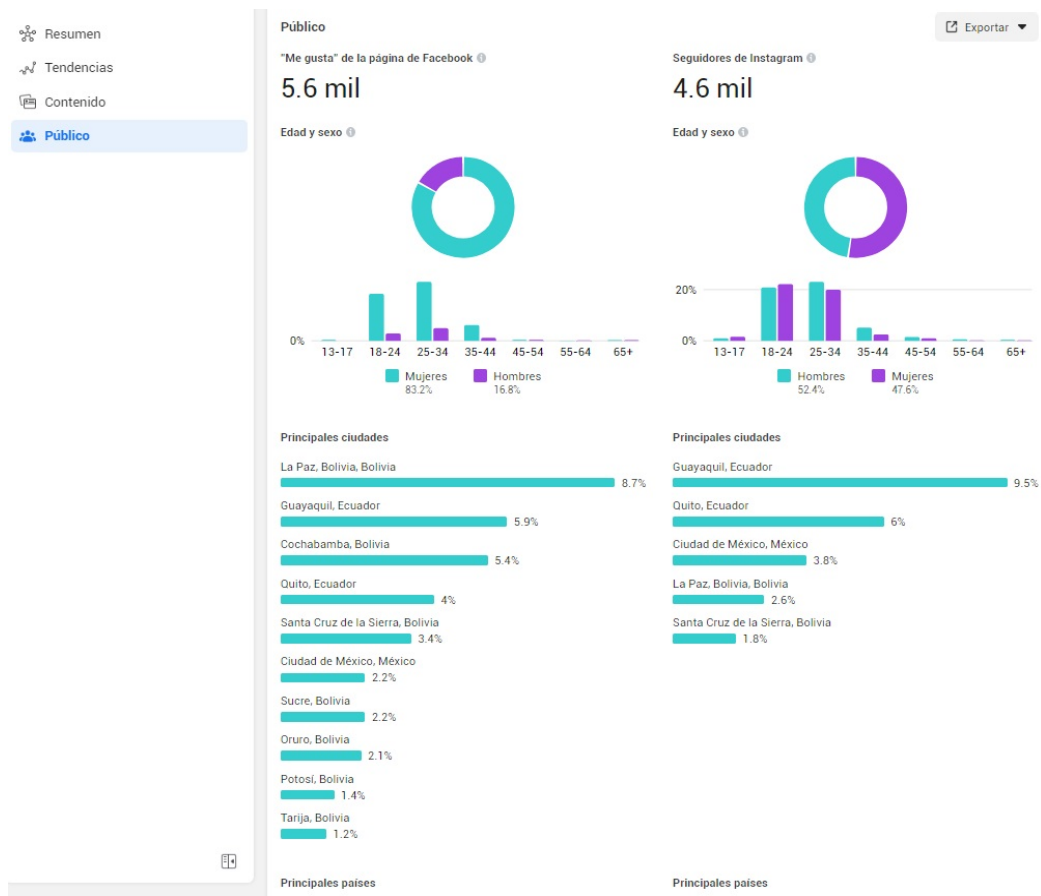 Resumen
Tendencias
Contenido
Público
Público
Exportar
"Me gusta" de la página de Facebook
5.6 mil
Edad y sexo
0%
13-17 18-24 25-34 35-44 45-54 55-64 65+
Mujeres
83.2%
Hombres
16.8%
Principales ciudades
La Paz, Bolivia, Bolivia
8.7%
Guayaquil, Ecuador
5.9%
Cochabamba, Bolivia
5.4%
Quito, Ecuador
4%
Santa Cruz de la Sierra, Bolivia
3.4%
Ciudad de México, México
2.2%
Sucre, Bolivia
2.2%
Oruro, Bolivia
2.1%
Potosí, Bolivia
1.4%
Tarija, Bolivia
1.2%
Principales países
Seguidores de Instagram
4.6 mil
Edad y sexo
20%
0%
13-17 18-24 25-34 35-44 45-54 55-64 65+
Hombres
52.4%
Mujeres
47.6%
Principales ciudades
Guayaquil, Ecuador
9.5%
Quito, Ecuador
6%
Ciudad de México, México
3.8%
La Paz, Bolivia, Bolivia
2.6%
Santa Cruz de la Sierra, Bolivia
1.8%
Principales países